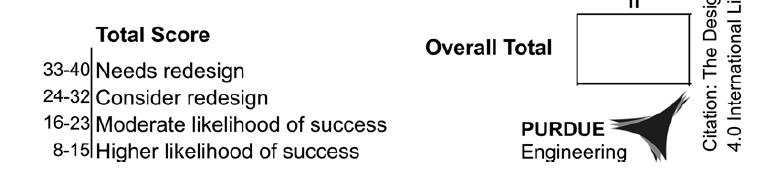 Total Score
33-40 Needs redesign
24-32 Consider redesign
16-23 Moderate likelihood of success
8-15 Higher likelihood of success
Overall Total
PURDUE
Engineering
Citation: The Desig
4.0 International Li